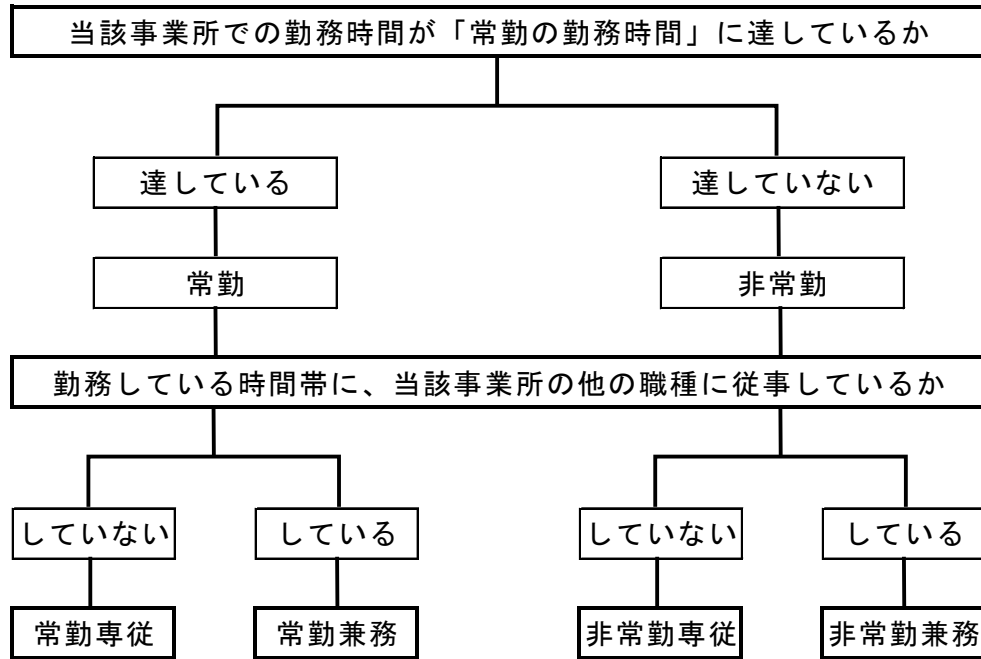 当該事業所での勤務時間が「常勤の勤務時間」に達しているか
達している
達していない
常勤
非常勤
勤務している時間帯に、当該事業所の他の職種に従事しているか
していない
している
していない
している
常勤専従
常勤兼務
非常勤専従
非常勤兼務